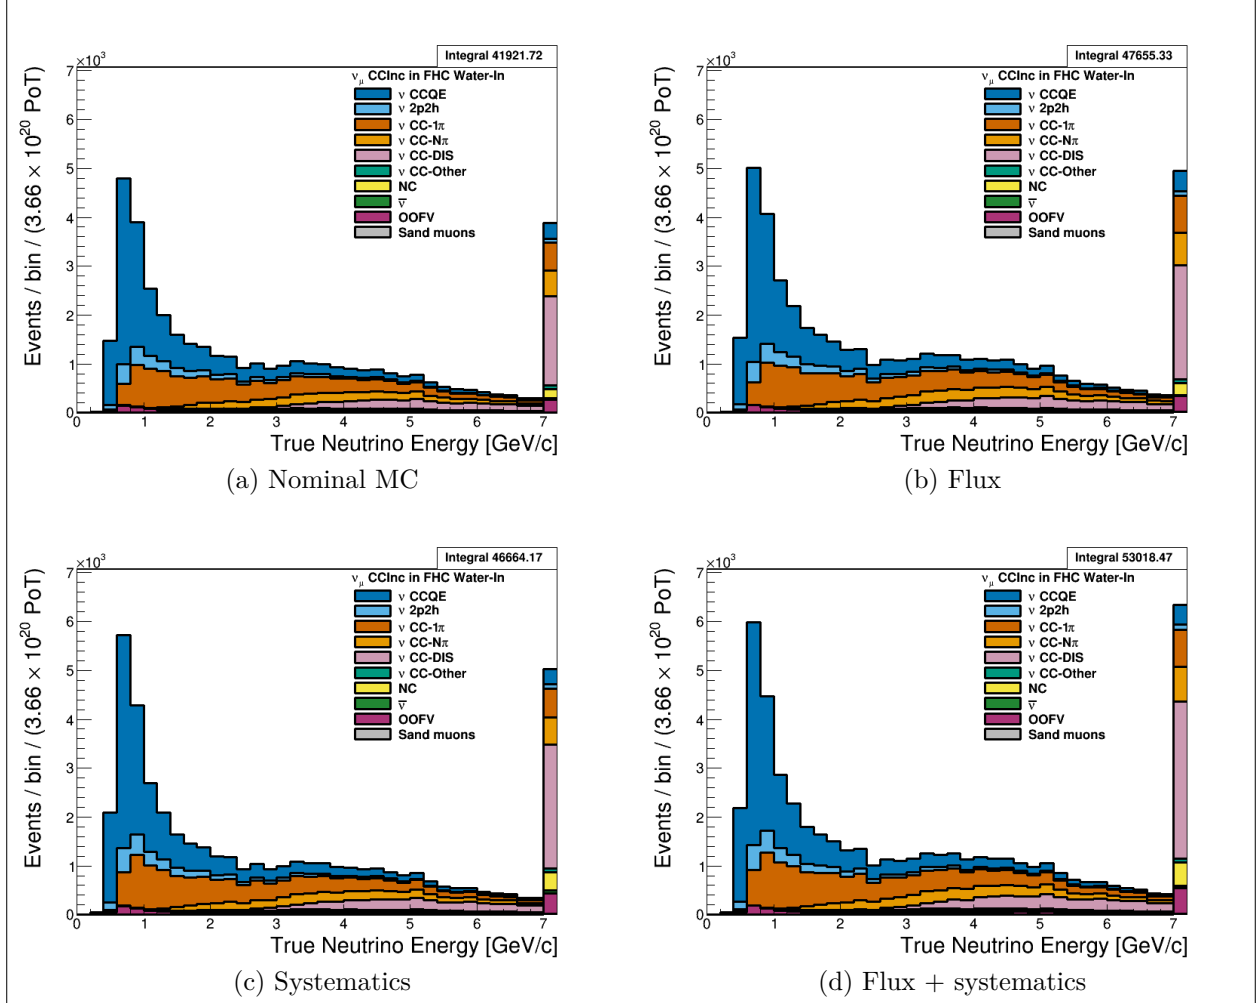 Integral 41921.72
×10³
ν_μ CCInc in FHC Water-In
ν CCQE
ν 2p2h
ν CC-1π
ν CC-Nπ
ν CC-DIS
ν CC-Other
NC
ν̅
OOFV
Sand muons
Events / bin / (3.66 × 10²⁰ PoT)
7
6
5
4
3
2
1
0
0 1 2 3 4 5 6 7
True Neutrino Energy [GeV/c]
(a) Nominal MC
Integral 47655.33
×10³
ν_μ CCInc in FHC Water-In
ν CCQE
ν 2p2h
ν CC-1π
ν CC-Nπ
ν CC-DIS
ν CC-Other
NC
ν̅
OOFV
Sand muons
Events / bin / (3.66 × 10²⁰ PoT)
7
6
5
4
3
2
1
0
0 1 2 3 4 5 6 7
True Neutrino Energy [GeV/c]
(b) Flux
Integral 46664.17
×10³
ν_μ CCInc in FHC Water-In
ν CCQE
ν 2p2h
ν CC-1π
ν CC-Nπ
ν CC-DIS
ν CC-Other
NC
ν̅
OOFV
Sand muons
Events / bin / (3.66 × 10²⁰ PoT)
7
6
5
4
3
2
1
0
0 1 2 3 4 5 6 7
True Neutrino Energy [GeV/c]
(c) Systematics
Integral 53018.47
×10³
ν_μ CCInc in FHC Water-In
ν CCQE
ν 2p2h
ν CC-1π
ν CC-Nπ
ν CC-DIS
ν CC-Other
NC
ν̅
OOFV
Sand muons
Events / bin / (3.66 × 10²⁰ PoT)
7
6
5
4
3
2
1
0
0 1 2 3 4 5 6 7
True Neutrino Energy [GeV/c]
(d) Flux + systematics